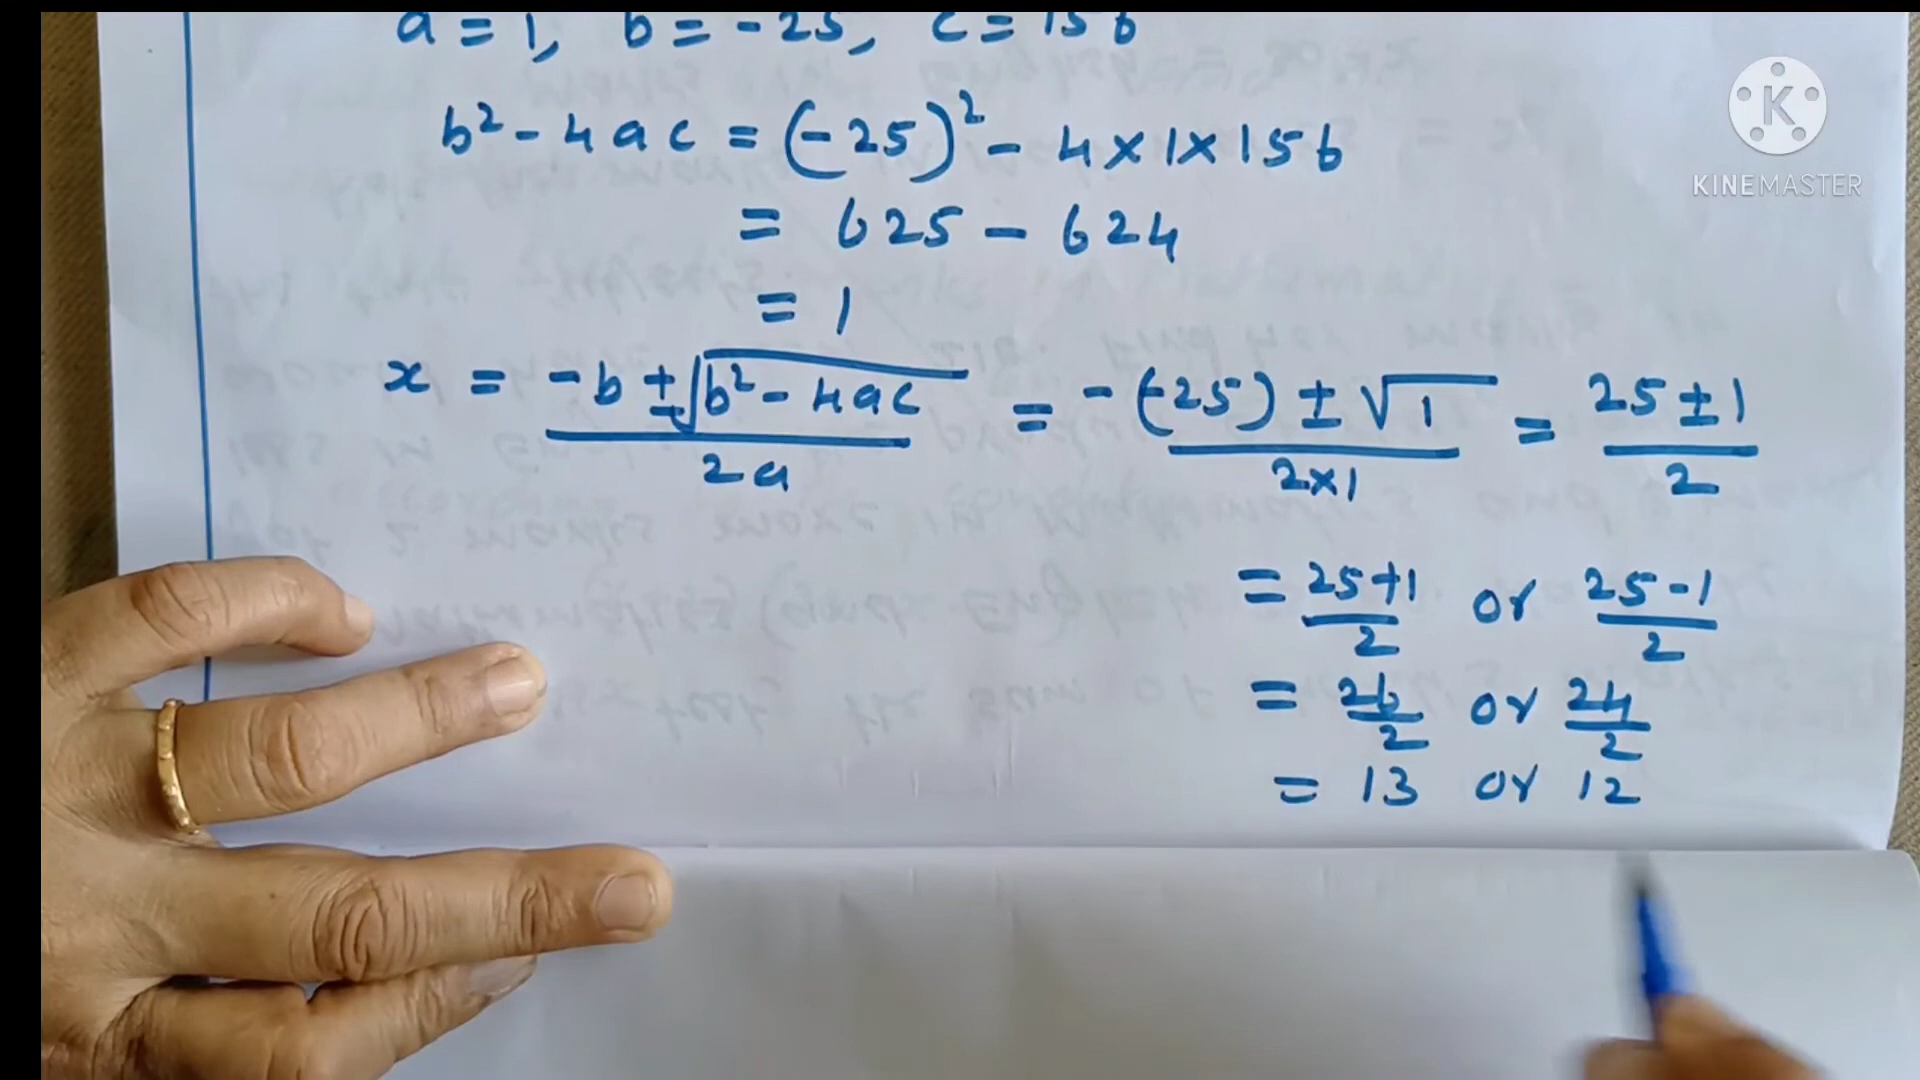 a = 1, b = -25, c = 156
KINEMASTER
b² - 4ac = (-25)² - 4×1×156
= 625 - 624
= 1
x = (-b ± √(b² - 4ac))/(2a) = (-(-25) ± √1)/(2×1) = (25 ± 1)/2
= (25+1)/2 or (25-1)/2
= 26/2 or 24/2
= 13 or 12